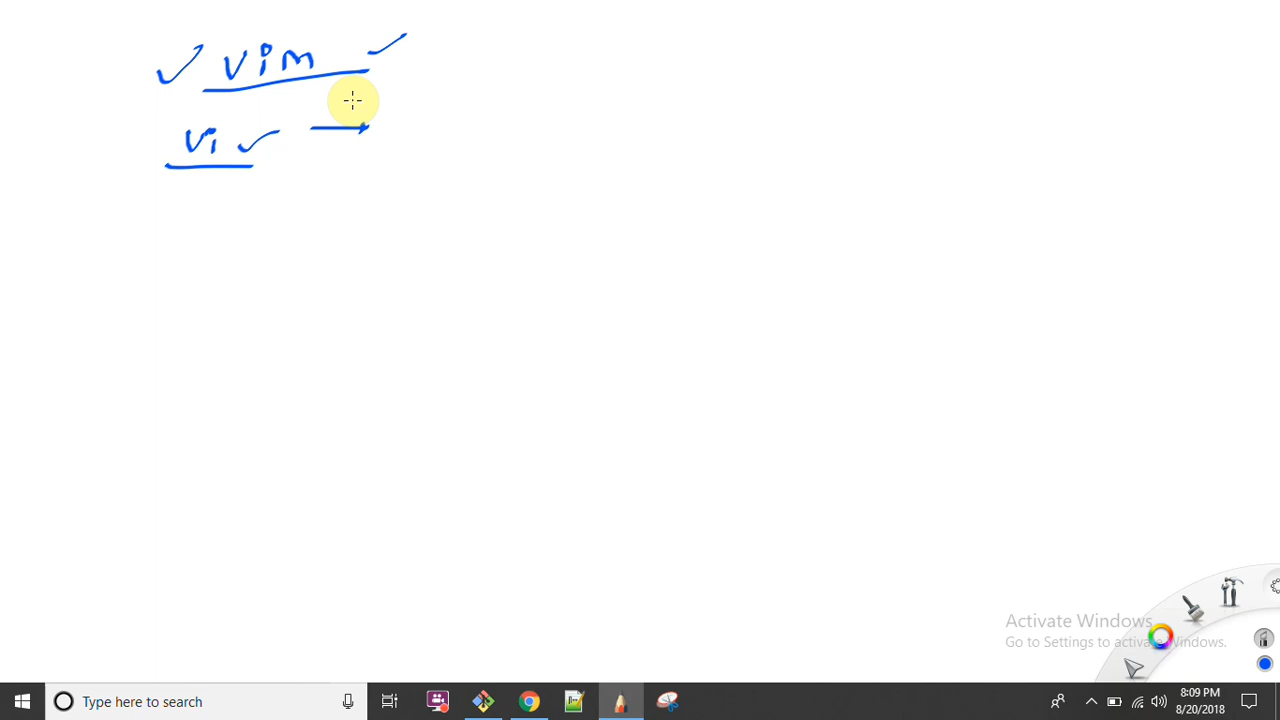 vim
vi
Activate Windows
Go to Settings to activate Windows.
Type here to search
8:09 PM
8/20/2018